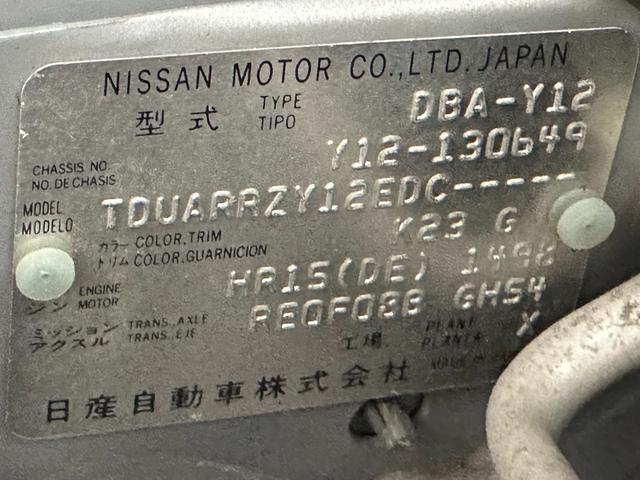 NISSAN MOTOR CO.,LTD. JAPAN
型式 TYPE TIPO DBA-Y12
CHASSIS NO. NO. DE CHASIS Y12-130649
MODEL MODELO TDUARRZY12EDC-----
カラー COLOR,TRIM トリム COLOR,GUARNICION K23 G
ENGINE MOTOR HR15(DE) 1498
ミッション アクスル TRANS. AXLE TRANS. EJE RE0F08B GH54
工場 PLANT PLANTA X
MADE IN
日産自動車株式会社